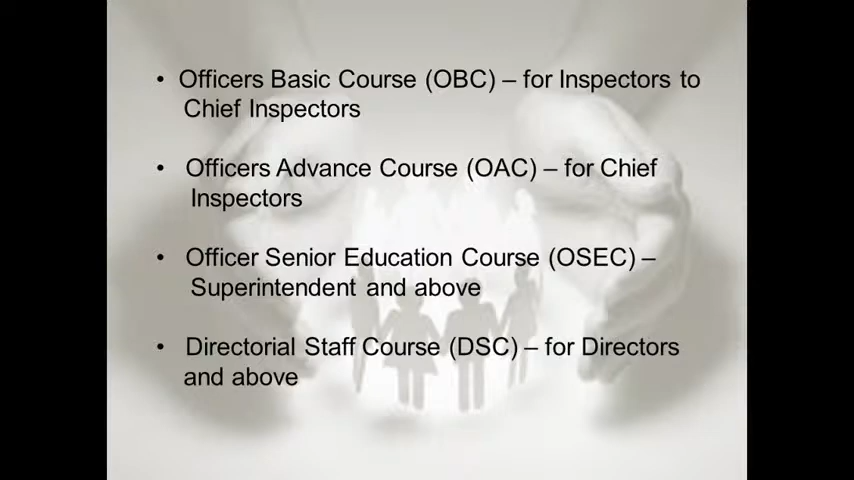 • Officers Basic Course (OBC) – for Inspectors to
Chief Inspectors
• Officers Advance Course (OAC) – for Chief
Inspectors
• Officer Senior Education Course (OSEC) –
Superintendent and above
• Directorial Staff Course (DSC) – for Directors
and above